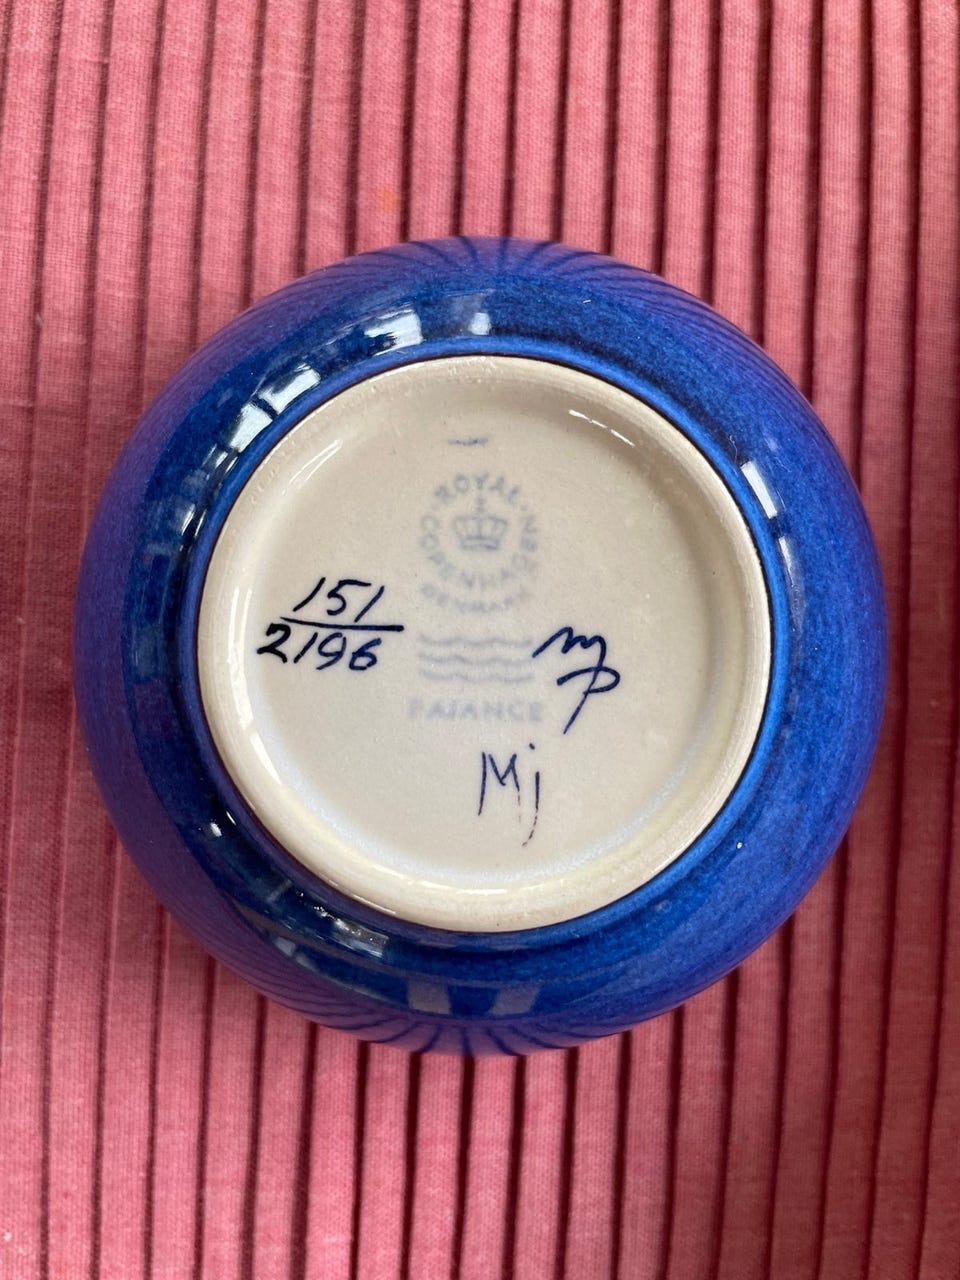 ROYAL
COPENHAGEN
DENMARK
151
2196
FAJANCE
Mj